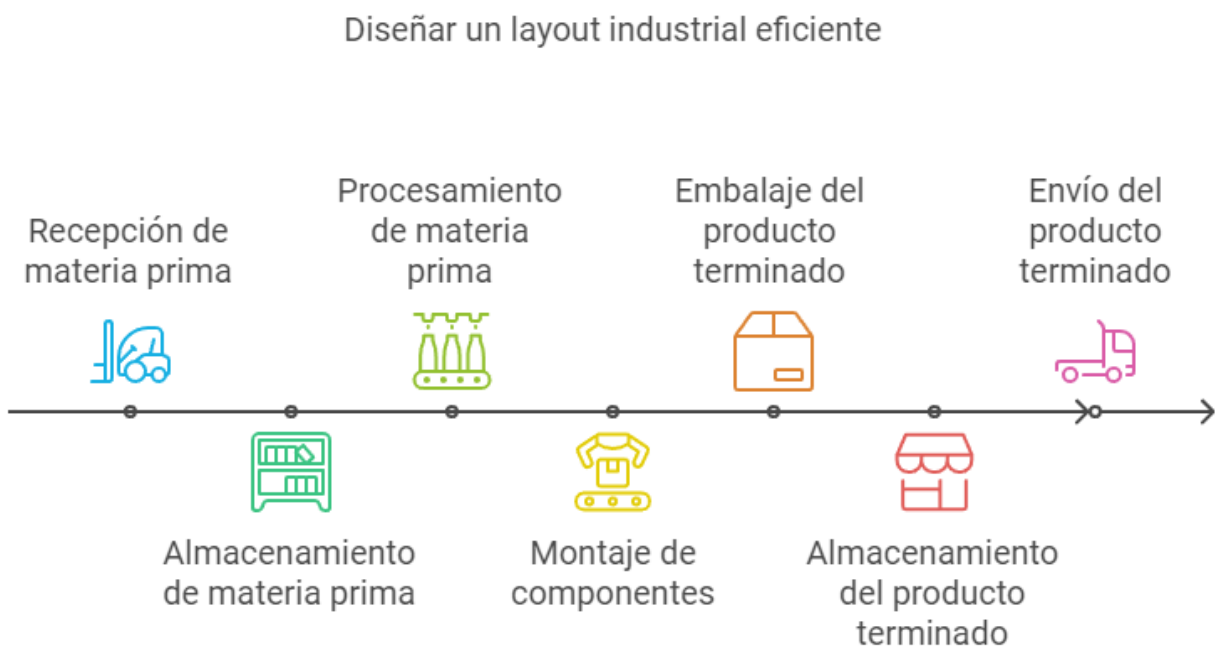 Diseñar un layout industrial eficiente
Recepción de
materia prima
Almacenamiento
de materia prima
Procesamiento
de materia
prima
Montaje de
componentes
Embalaje del
producto
terminado
Almacenamiento
del producto
terminado
Envío del
producto
terminado